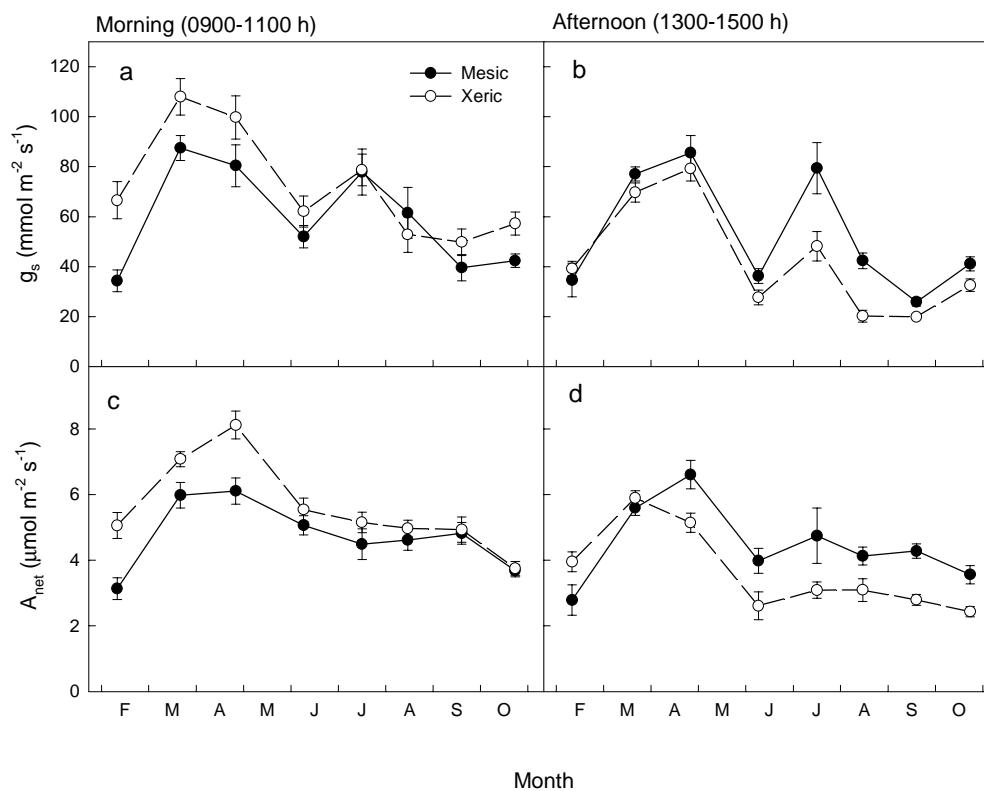 Morning (0900-1100 h)
Afternoon (1300-1500 h)
a
b
Mesic
Xeric
120
100
80
60
40
20
0
gs (mmol m-2 s-1)
c
d
8
6
4
2
0
Anet (µmol m-2 s-1)
F M A M J J A S O
F M A M J J A S O
Month